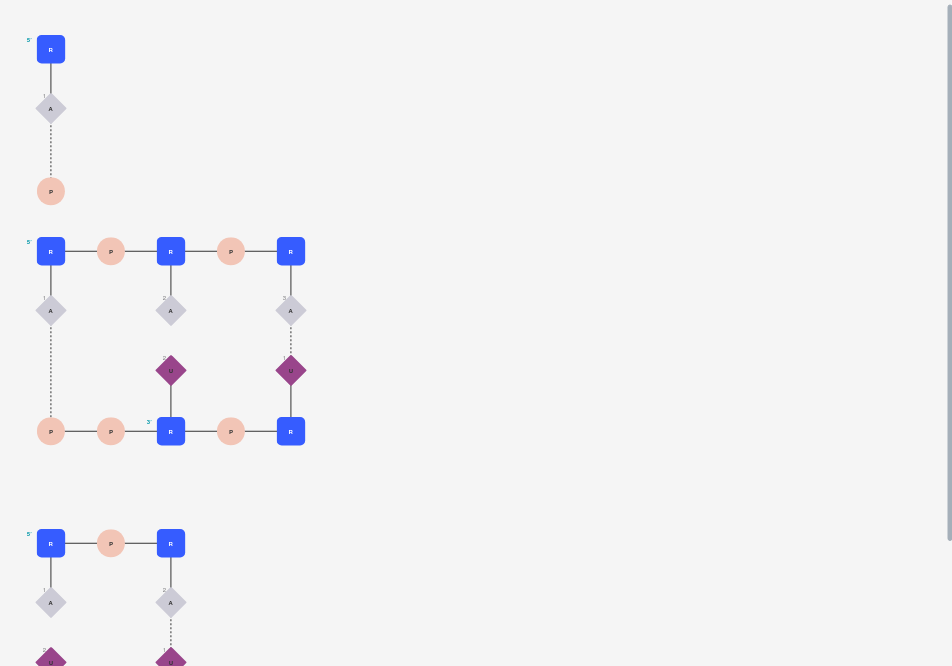 5' R
1 A
P
5' R P R P R
1 A 2 A 3 A
2 U 1 U
P P 3' R P R
5' R P R
1 A 2 A
2 U 1 U